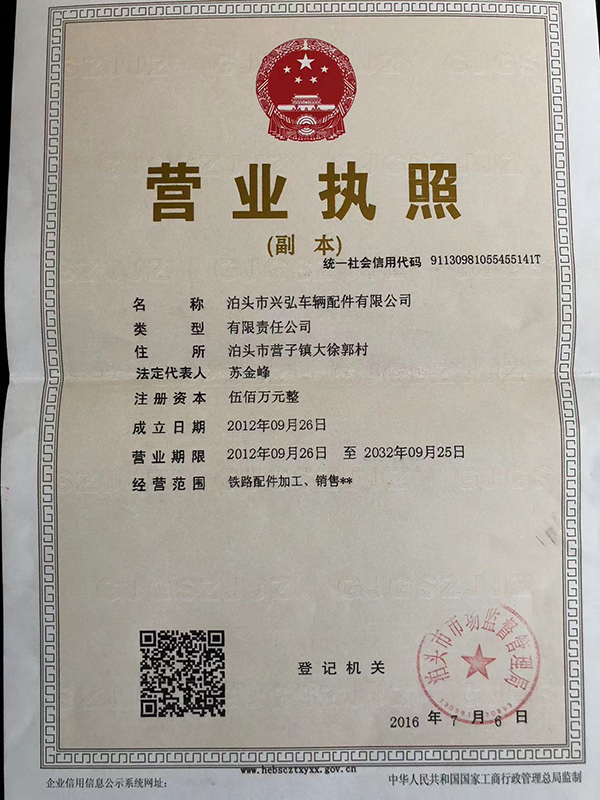 营业执照
(副 本)
统一社会信用代码 91130981055455141T
名 称 泊头市兴弘车辆配件有限公司
类 型 有限责任公司
住 所 泊头市营子镇大徐郭村
法定代表人 苏金峰
注册资本 伍佰万元整
成立日期 2012年09月26日
营业期限 2012年09月26日 至 2032年09月25日
经营范围 铁路配件加工、销售**
登记机关
泊头市市场监督管理局
2016 年 7 月 6 日
www.hebscztxyxx.gov.cn
企业信用信息公示系统网址:
中华人民共和国国家工商行政管理总局监制